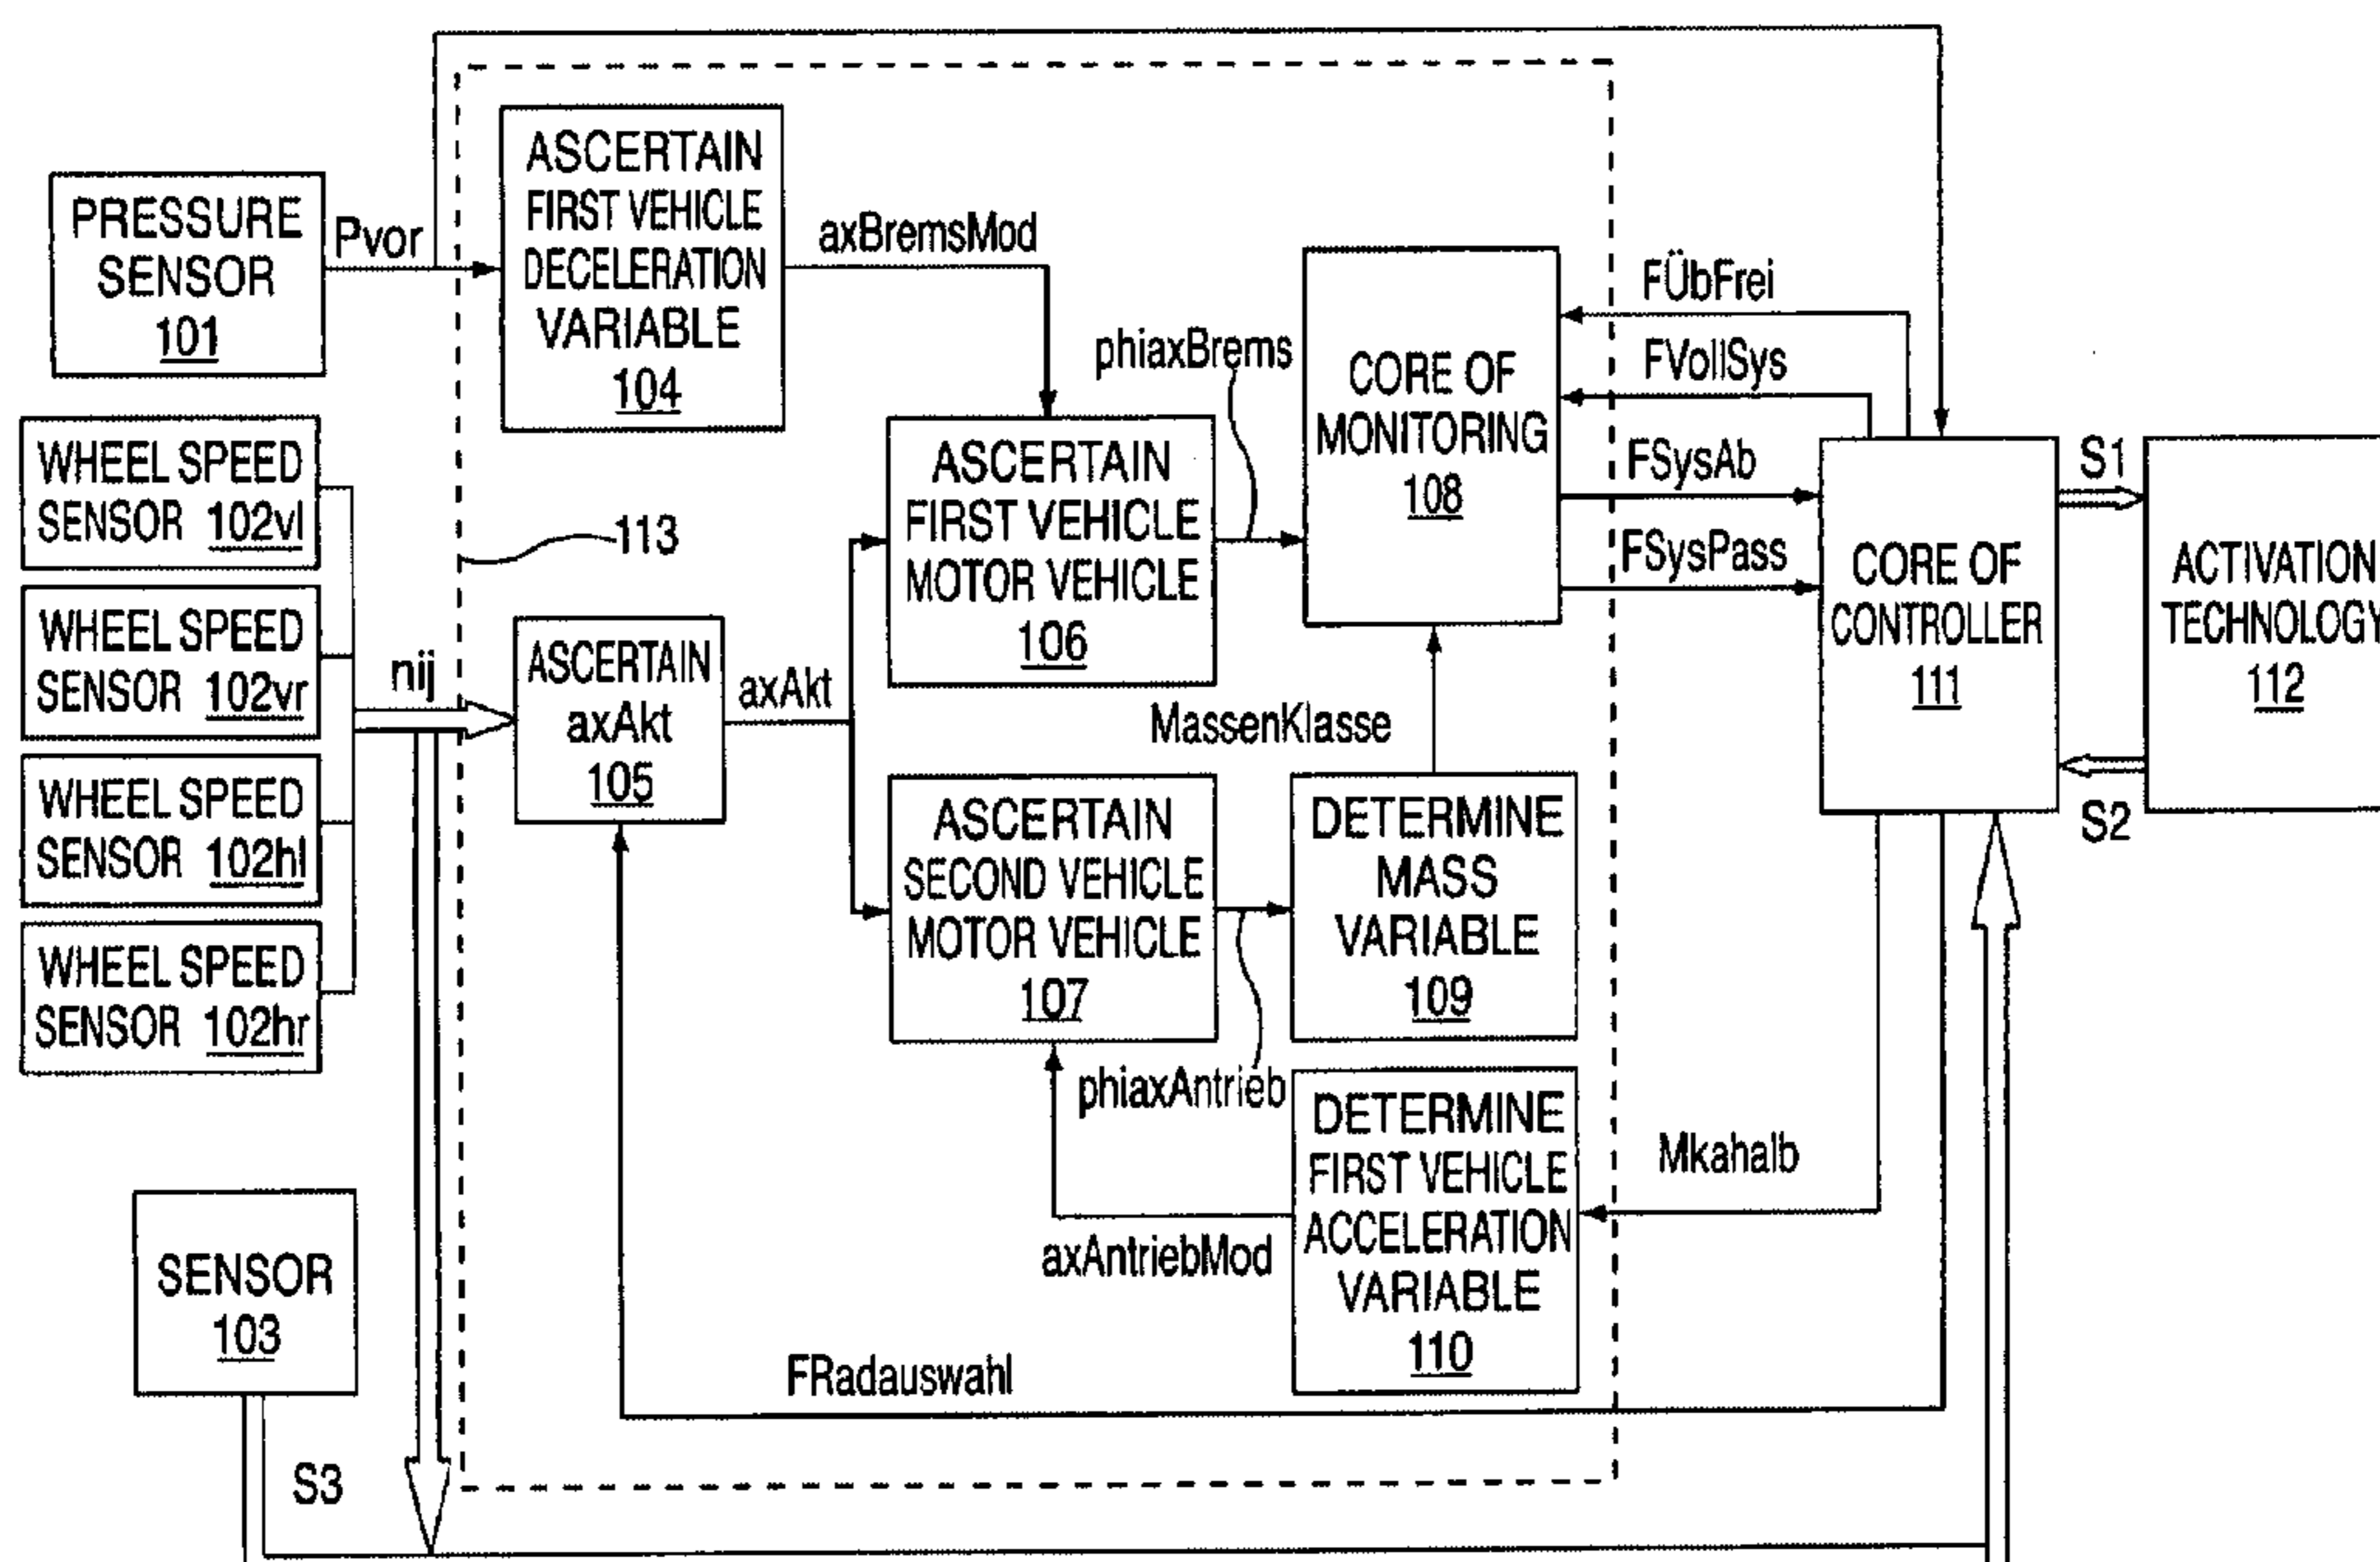 PRESSURE
SENSOR
101
Pvor
ASCERTAIN
FIRST VEHICLE
DECELERATION
VARIABLE
104
axBremsMod
WHEEL SPEED
SENSOR 102vl
WHEEL SPEED
SENSOR 102vr
WHEEL SPEED
SENSOR 102hl
WHEEL SPEED
SENSOR 102hr
nij
113
ASCERTAIN
axAkt
105
axAkt
ASCERTAIN
FIRST VEHICLE
MOTOR VEHICLE
106
phiaxBrems
CORE OF
MONITORING
108
FÜbFrei
FVollSys
FSysAb
FSysPass
CORE OF
CONTROLLER
111
S1
S2
ACTIVATION
TECHNOLOGY
112
MassenKlasse
ASCERTAIN
SECOND VEHICLE
MOTOR VEHICLE
107
DETERMINE
MASS
VARIABLE
109
phiaxAntrieb
DETERMINE
FIRST VEHICLE
ACCELERATION
VARIABLE
110
axAntriebMod
Mkahalb
FRadauswahl
SENSOR
103
S3